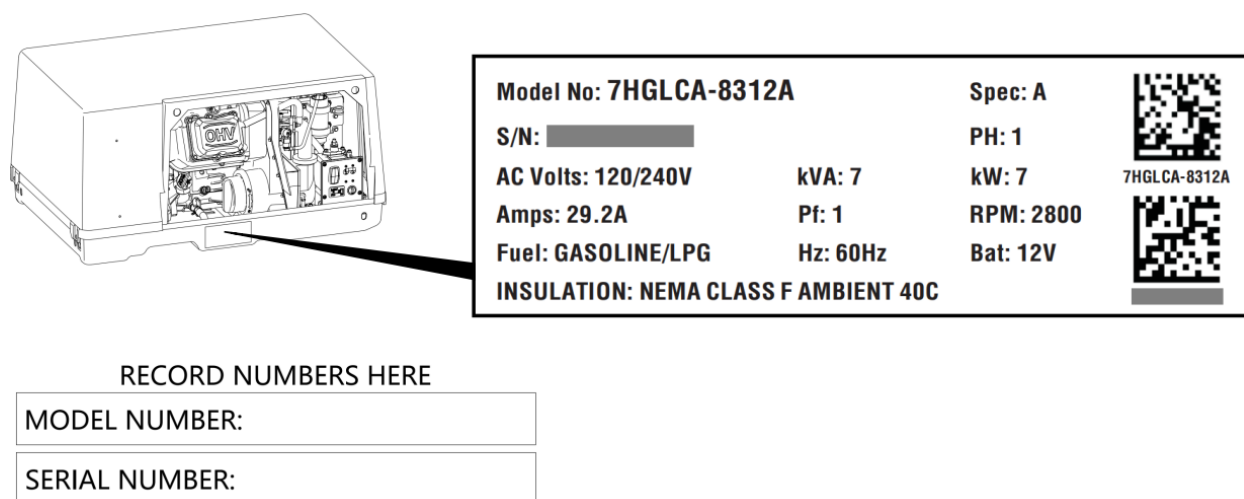 OHV
Model No: 7HGLCA-8312A Spec: A
S/N: PH: 1
AC Volts: 120/240V kVA: 7 kW: 7
7HGLCA-8312A
Amps: 29.2A Pf: 1 RPM: 2800
Fuel: GASOLINE/LPG Hz: 60Hz Bat: 12V
INSULATION: NEMA CLASS F AMBIENT 40C
RECORD NUMBERS HERE
MODEL NUMBER:
SERIAL NUMBER: